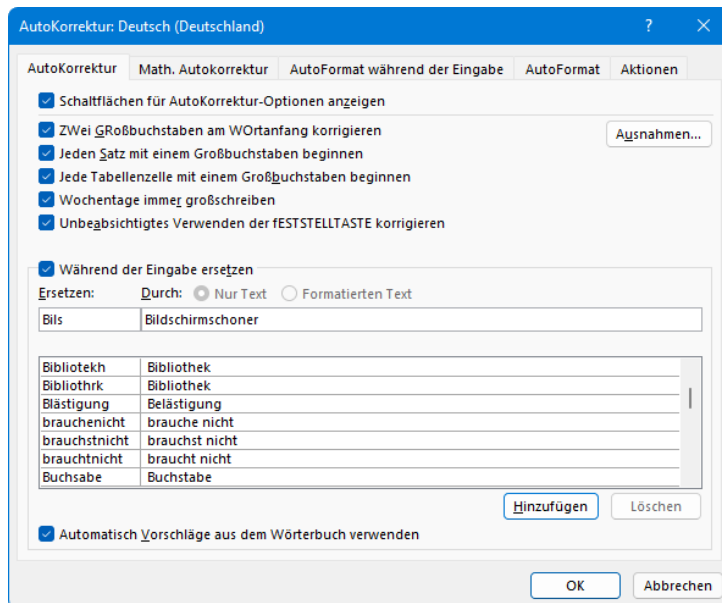 AutoKorrektur: Deutsch (Deutschland) ?
AutoKorrektur Math. Autokorrektur AutoFormat während der Eingabe AutoFormat Aktionen
Schaltflächen für AutoKorrektur-Optionen anzeigen
ZWei GRoßbuchstaben am WOrtanfang korrigieren
Ausnahmen...
Jeden Satz mit einem Großbuchstaben beginnen
Jede Tabellenzelle mit einem Großbuchstaben beginnen
Wochentage immer großschreiben
Unbeabsichtigtes Verwenden der fESTSTELLTASTE korrigieren
Während der Eingabe ersetzen
Ersetzen: Durch: Nur Text Formatierten Text
Bils Bildschirmschoner
Bibliotekh Bibliothek
Bibliothrk Bibliothek
Blästigung Belästigung
brauchenicht brauche nicht
brauchstnicht brauchst nicht
brauchtnicht braucht nicht
Buchsabe Buchstabe
Hinzufügen Löschen
Automatisch Vorschläge aus dem Wörterbuch verwenden
OK Abbrechen